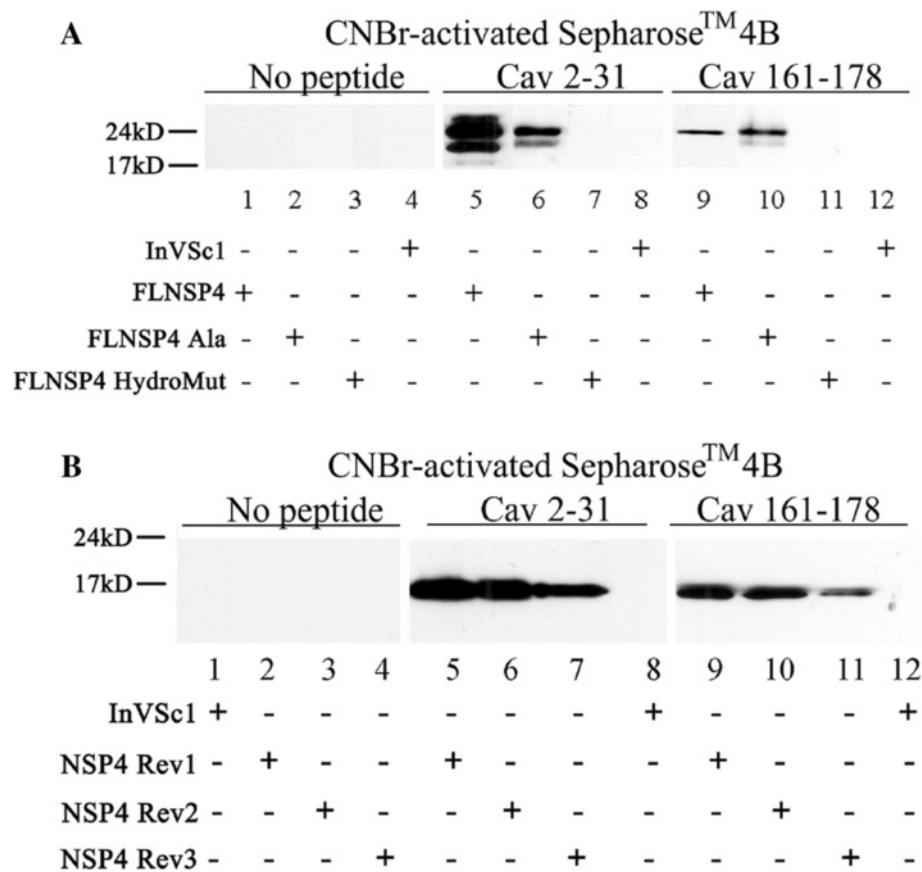 A
CNBr-activated Sepharose™ 4B
No peptide Cav 2-31 Cav 161-178
24kD
17kD
1 2 3 4 5 6 7 8 9 10 11 12
InVSc1 - - - + - - - + - - - +
FLNSP4 + - - - + - - - + - - -
FLNSP4 Ala - + - - - + - - - + - -
FLNSP4 HydroMut - - + - - - + - - - + -
B
CNBr-activated Sepharose™ 4B
No peptide Cav 2-31 Cav 161-178
24kD
17kD
1 2 3 4 5 6 7 8 9 10 11 12
InVSc1 + - - - - - - + - - - +
NSP4 Rev1 - + - - + - - - + - - -
NSP4 Rev2 - - + - - + - - - + - -
NSP4 Rev3 - - - + - - + - - - + -